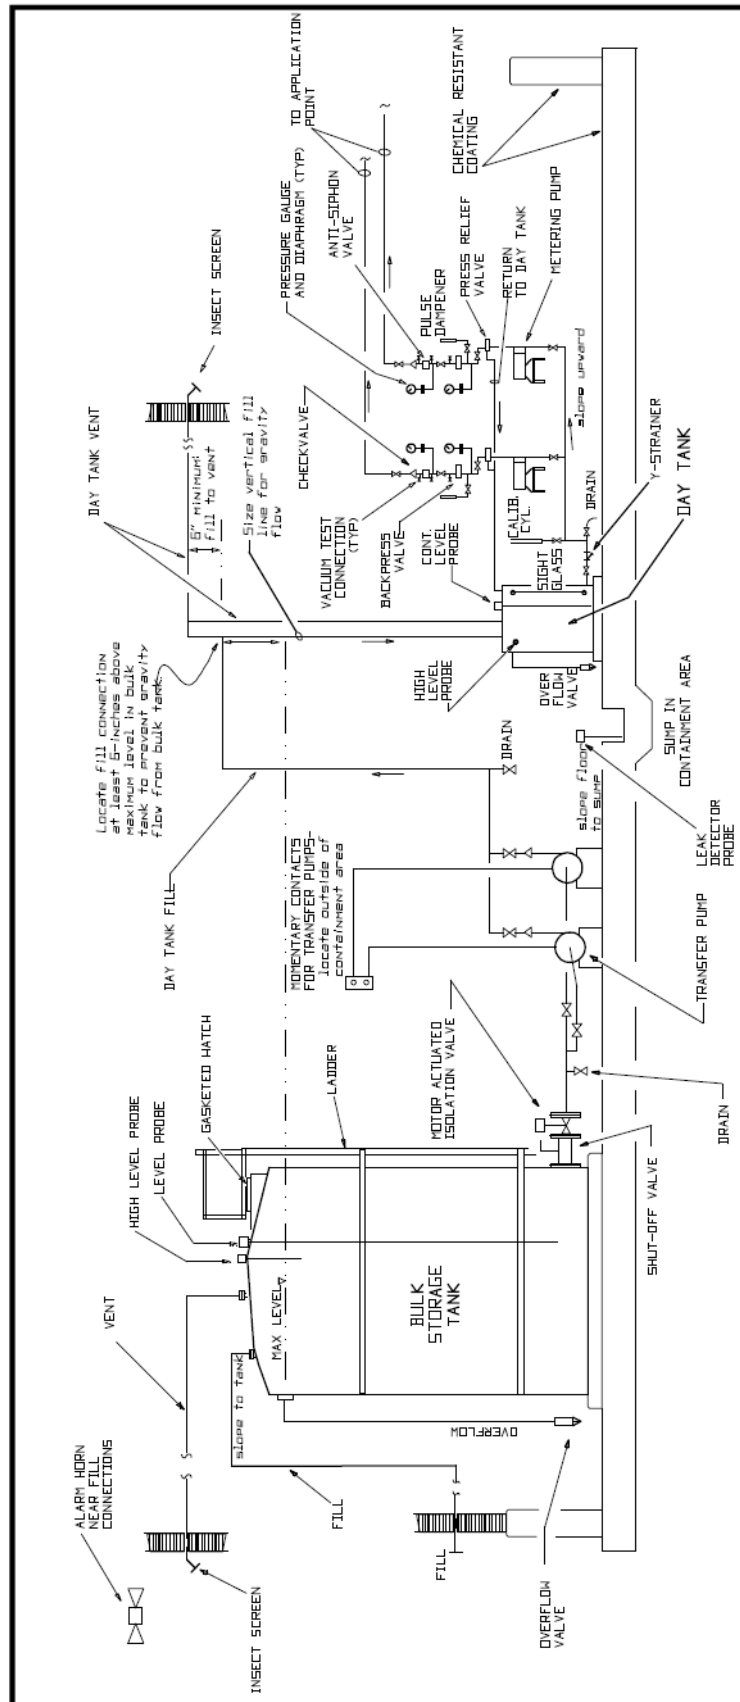 ALARM HORN
NEAR FILL
CONNECTIONS
INSECT SCREEN
VENT
FILL
FILL
OVERFLOW
VALVE
OVERFLOW
slope to tank
HIGH LEVEL PROBE
LEVEL PROBE
GASKETED HATCH
MAX LEVEL
BULK
STORAGE
TANK
LADDER
MOTOR ACTUATED
ISOLATION VALVE
SHUT-OFF VALVE
DRAIN
TRANSFER PUMP
MOMENTARY CONTACTS
FOR TRANSFER PUMPS-
locate outside of
containment area
DAY TANK FILL
Locate fill connection
at least 6-inches above
maximum level in bulk
tank to prevent gravity
flow from bulk tank.
DRAIN
LEAK
DETECTOR
PROBE
slope floor
to sump
SUMP IN
CONTAINMENT AREA
DAY TANK VENT
6" MINIMUM:
fill to vent
Size vertical fill
line for gravity
flow
INSECT SCREEN
HIGH
LEVEL
PROBE
OVER
FLOW
VALVE
CONT.
LEVEL
PROBE
SIGHT
GLASS
CALIB.
CYL.
DRAIN
Y-STRAINER
DAY TANK
VACUUM TEST
CONNECTION
(TYP)
BACKPRESS
VALVE
CHECKVALVE
PRESSURE GAUGE
AND DIAPHRAGM (TYP)
ANTI-SIPHON
VALVE
TO APPLICATION
POINT
PULSE
DAMPENER
PRESS RELIEF
VALVE
RETURN
TO DAY TANK
METERING PUMP
slope upward
CHEMICAL RESISTANT
COATING